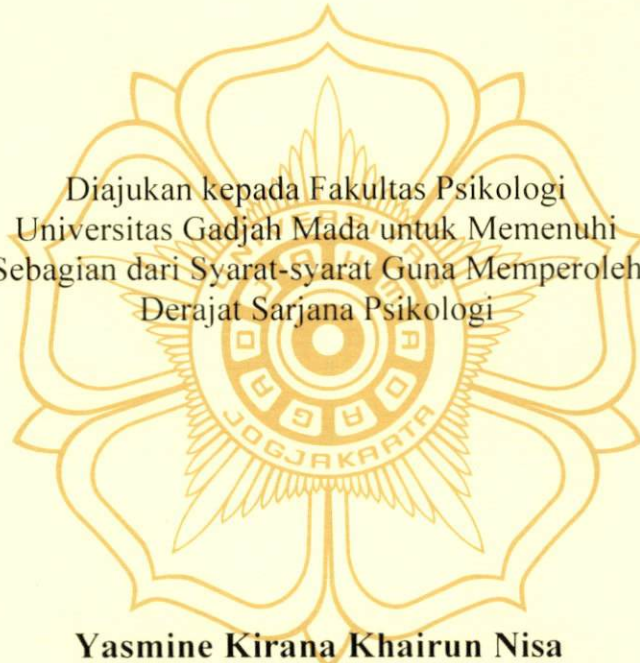 Diajukan kepada Fakultas Psikologi
Universitas Gadjah Mada untuk Memenuhi
Sebagian dari Syarat-syarat Guna Memperoleh
Derajat Sarjana Psikologi
JOGJAKARTA
Yasmine Kirana Khairun Nisa